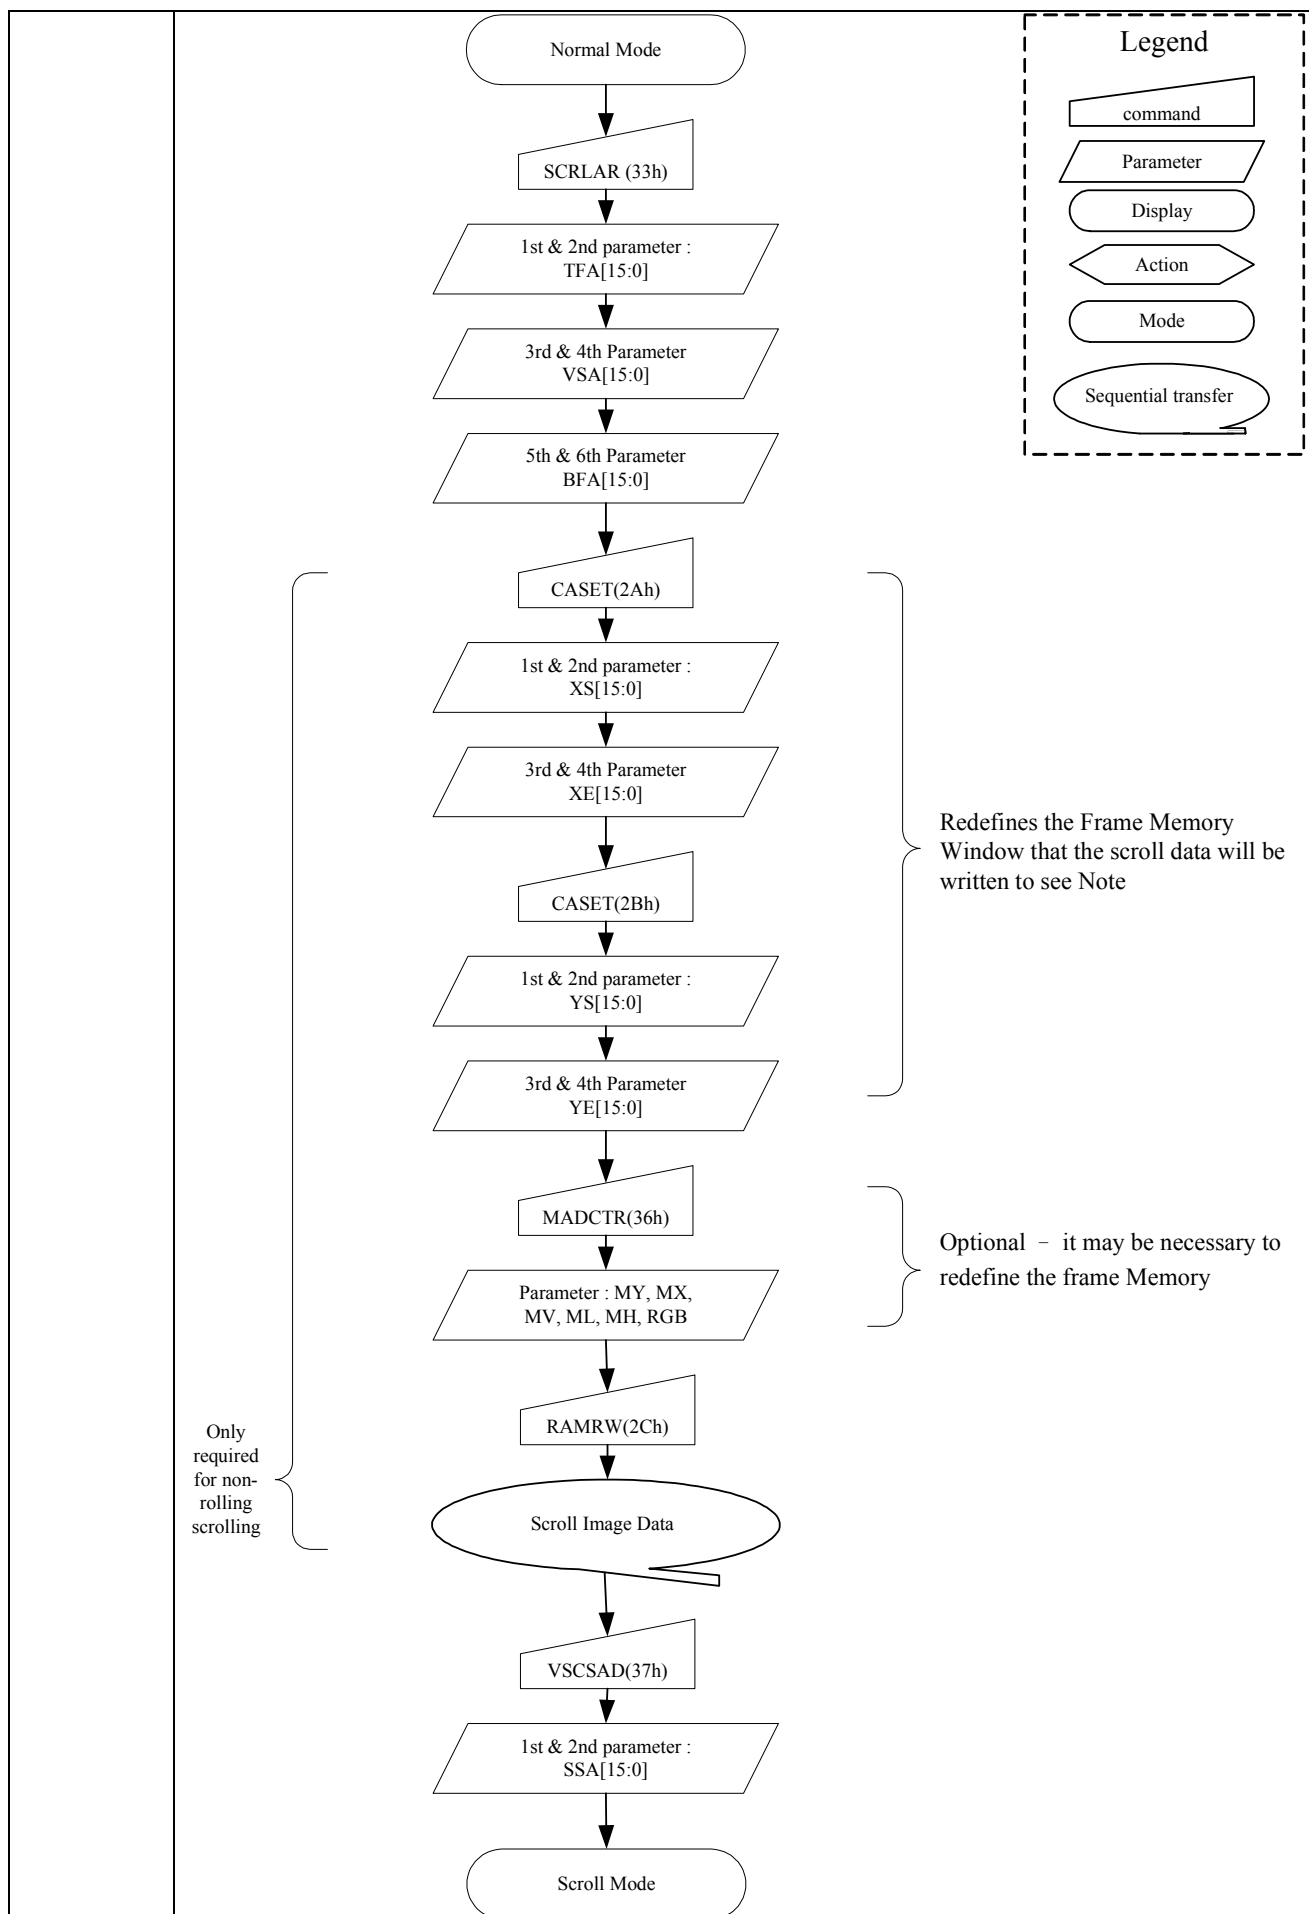 Normal Mode
SCRLAR (33h)
1st & 2nd parameter :
TFA[15:0]
3rd & 4th Parameter
VSA[15:0]
5th & 6th Parameter
BFA[15:0]
CASET(2Ah)
1st & 2nd parameter :
XS[15:0]
3rd & 4th Parameter
XE[15:0]
CASET(2Bh)
1st & 2nd parameter :
YS[15:0]
3rd & 4th Parameter
YE[15:0]
MADCTR(36h)
Parameter : MY, MX,
MV, ML, MH, RGB
RAMRW(2Ch)
Scroll Image Data
VSCSAD(37h)
1st & 2nd parameter :
SSA[15:0]
Scroll Mode
Only
required
for non-
rolling
scrolling
Redefines the Frame Memory
Window that the scroll data will be
written to see Note
Optional – it may be necessary to
redefine the frame Memory
Legend
command
Parameter
Display
Action
Mode
Sequential transfer